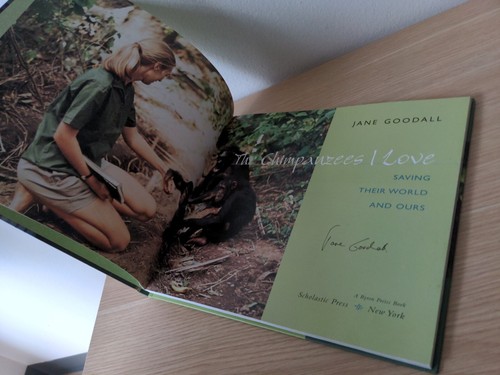 JANE GOODALL
The Chimpanzees I Love
SAVING
THEIR WORLD
AND OURS
Jane Goodall
A Byron Preiss Book
Scholastic Press New York